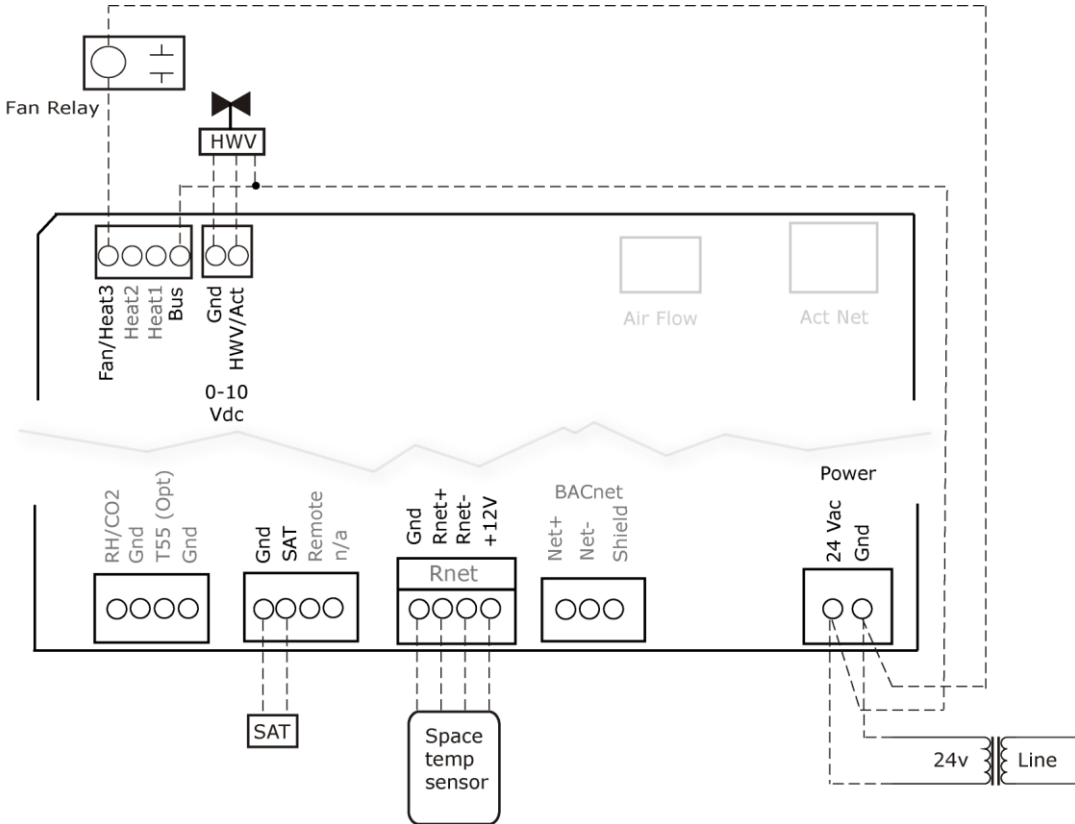 Fan Relay
HWV
Fan/Heat3
Heat2
Heat1
Bus
Gnd
HWV/Act
0-10
Vdc
Air Flow
Act Net
RH/CO2
Gnd
T55 (Opt)
Gnd
Gnd
SAT
Remote
n/a
Gnd
Rnet+
Rnet-
+12V
Rnet
BACnet
Net+
Net-
Shield
Power
24 Vac
Gnd
SAT
Space
temp
sensor
24v
Line